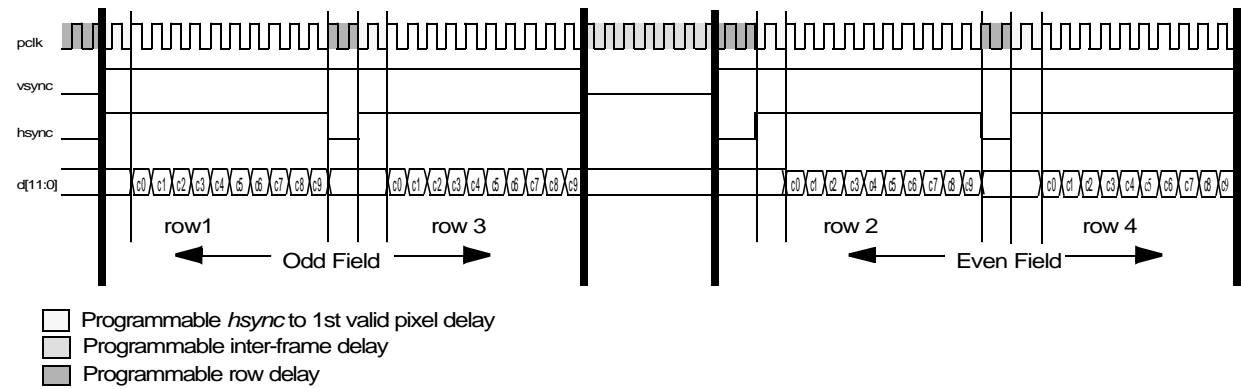 pclk
vsync
hsync
d[11:0] c0 c1 c2 c3 c4 c5 c6 c7 c8 c9 c0 c1 c2 c3 c4 c5 c6 c7 c8 c9 c0 c1 c2 c3 c4 c5 c6 c7 c8 c9 c0 c1 c2 c3 c4 c5 c6 c7 c8 c9
row1 row 3 row 2 row 4
Odd Field Even Field
Programmable hsync to 1st valid pixel delay
Programmable inter-frame delay
Programmable row delay